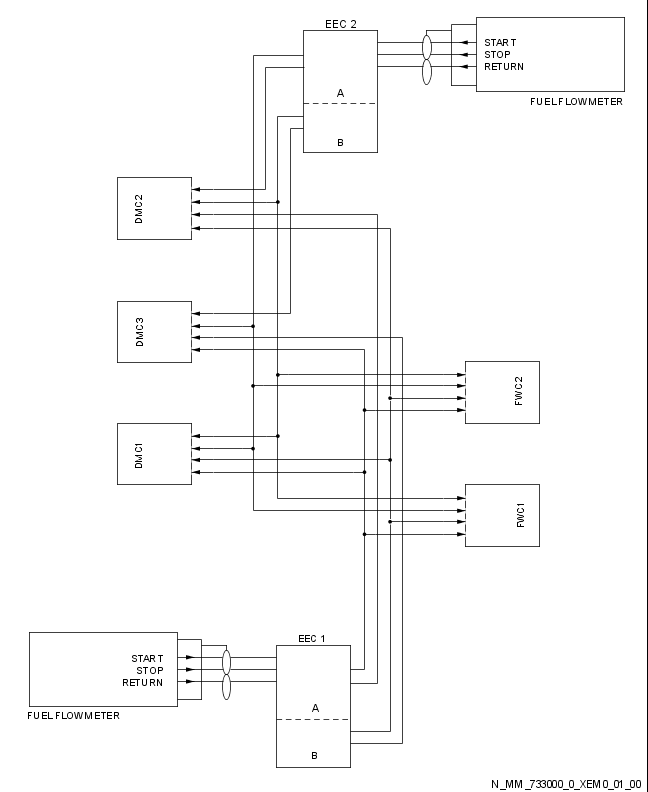 EEC 2
START
STOP
RETURN
A
FUEL FLOWMETER
B
DMC2
DMC3
FWC2
DMC1
FWC1
EEC 1
START
STOP
RETURN
A
FUEL FLOWMETER
B
N_MM_733000_0_XEM0_01_00